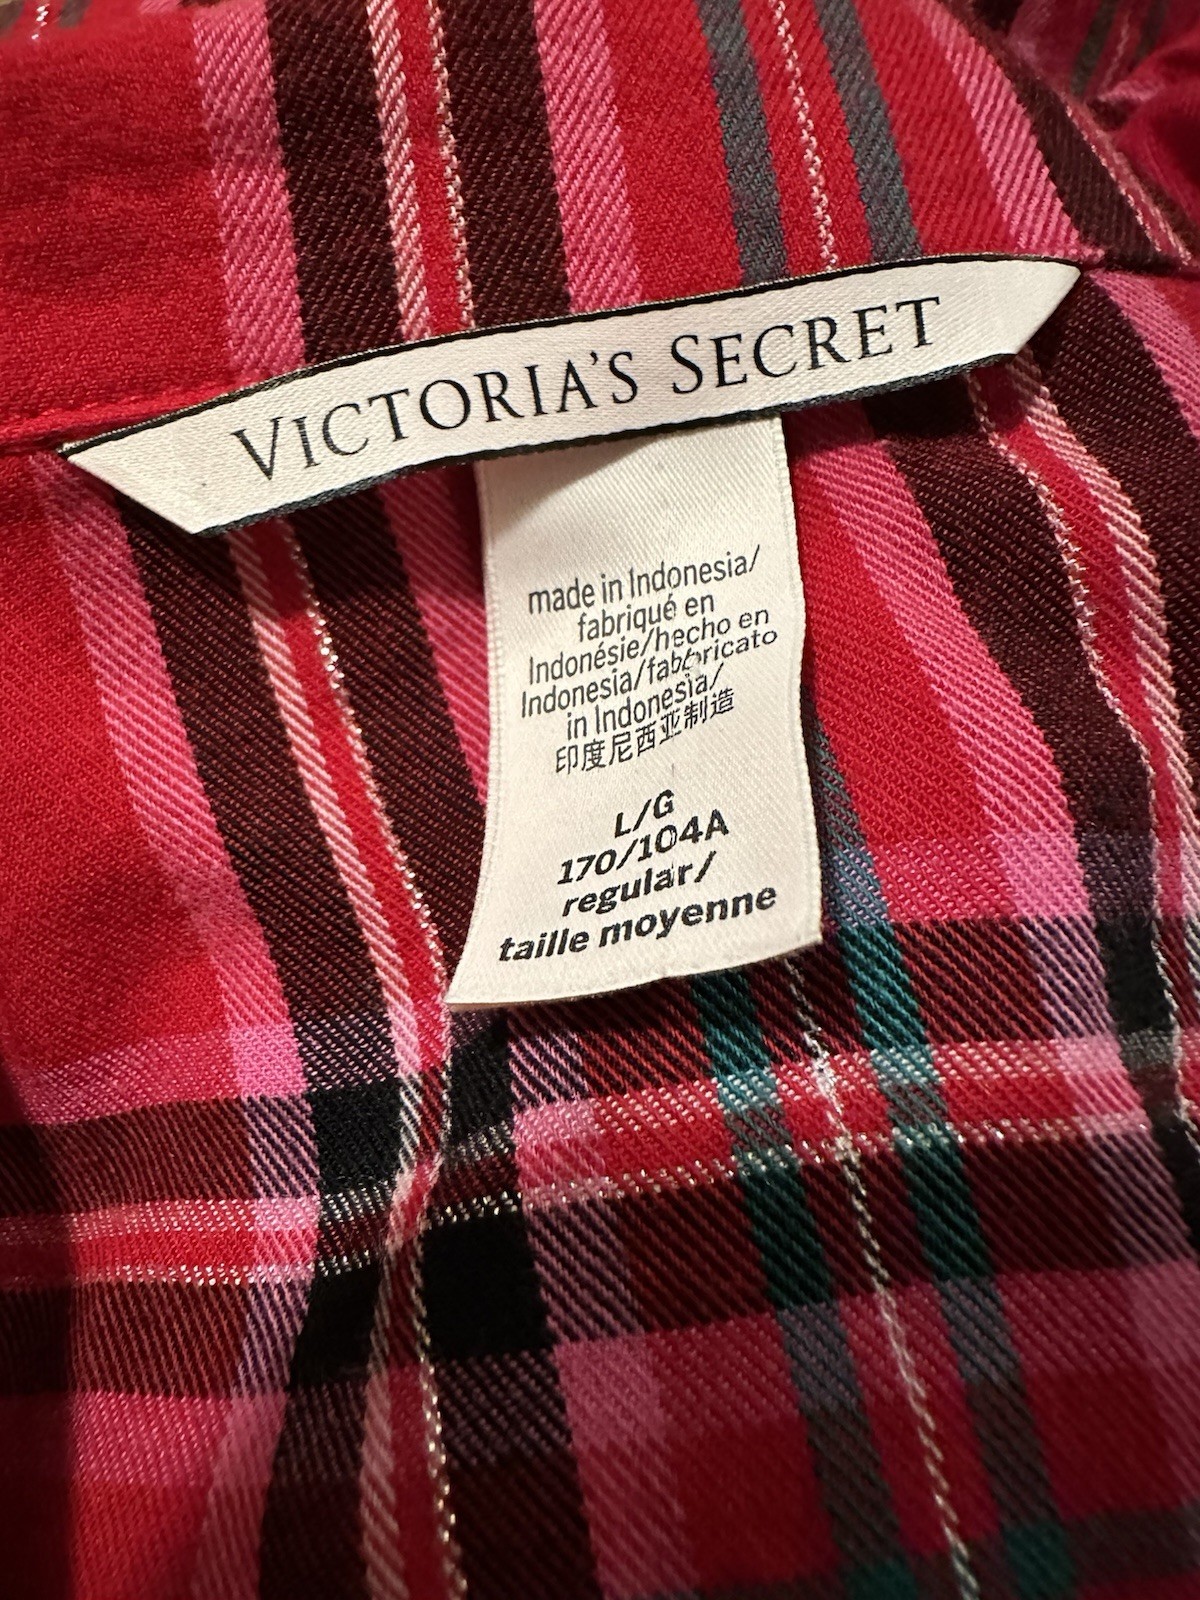 VICTORIA'S SECRET
made in Indonesia/
fabriqué en
Indonésie/hecho en
Indonesia/fabbricato
in Indonesia/
印度尼西亚制造
L/G
170/104A
regular/
taille moyenne